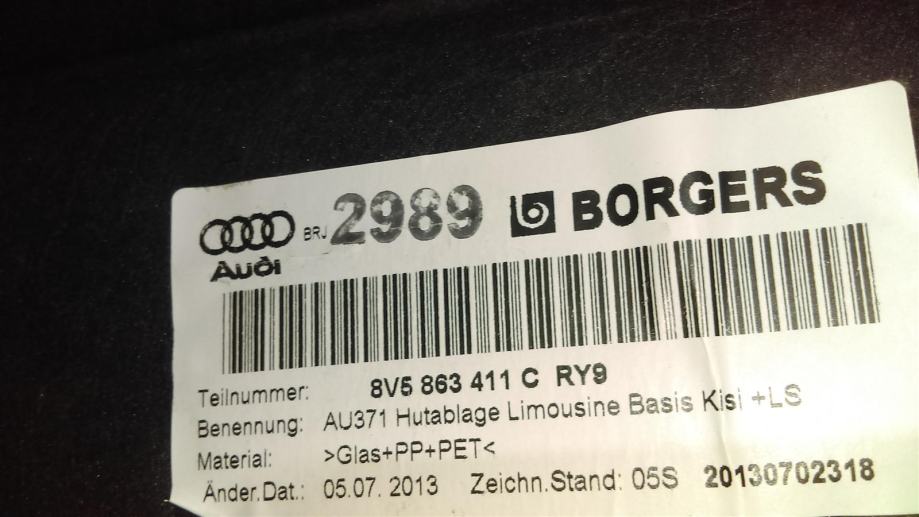 BRJ 2989 BORGERS
Audi
Teilnummer: 8V5 863 411 C RY9
Benennung: AU371 Hutablage Limousine Basis Kisi +LS
Material: >Glas+PP+PET<
Änder.Dat.: 05.07. 2013 Zeichn.Stand: 05S 20130702318